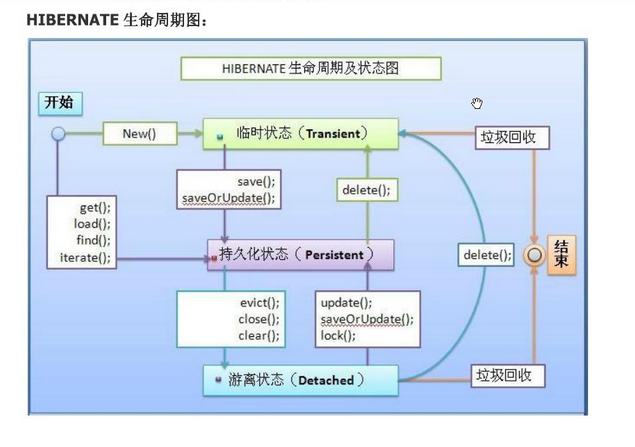 HIBERNATE 生命周期图：
HIBERNATE 生命周期及状态图
开始
New()
临时状态（Transient）
垃圾回收
save();
saveOrUpdate();
delete();
get();
load();
find();
iterate();
持久化状态（Persistent）
delete();
结
束
evict();
close();
clear();
update();
saveOrUpdate();
lock();
游离状态（Detached）
垃圾回收